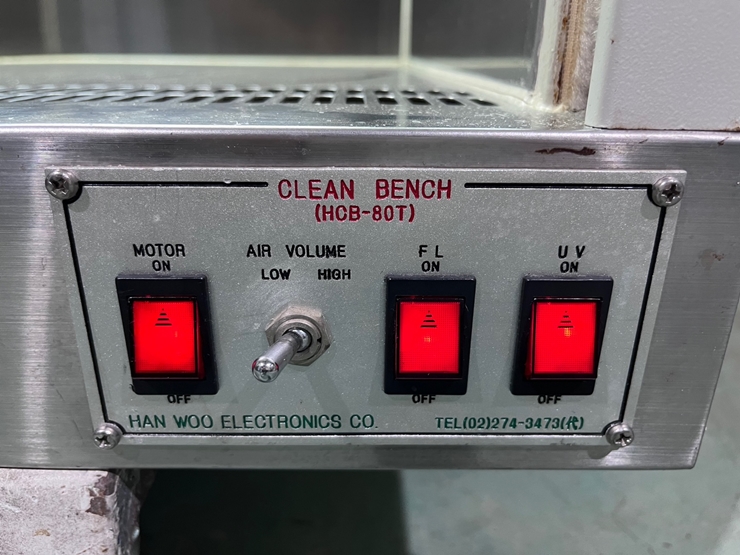 CLEAN BENCH
(HCB-80T)
MOTOR
ON
OFF
AIR VOLUME
LOW HIGH
F L
ON
OFF
U V
ON
OFF
HAN WOO ELECTRONICS CO.
TEL(02)274-3473(代)